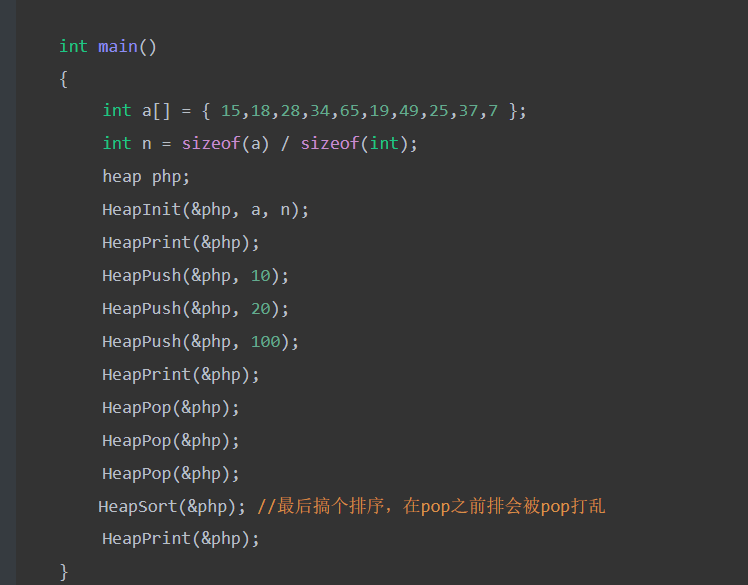 int main()
{
int a[] = { 15,18,28,34,65,19,49,25,37,7 };
int n = sizeof(a) / sizeof(int);
heap php;
HeapInit(&php, a, n);
HeapPrint(&php);
HeapPush(&php, 10);
HeapPush(&php, 20);
HeapPush(&php, 100);
HeapPrint(&php);
HeapPop(&php);
HeapPop(&php);
HeapPop(&php);
HeapSort(&php); //最后搞个排序，在pop之前排会被pop打乱
HeapPrint(&php);
}